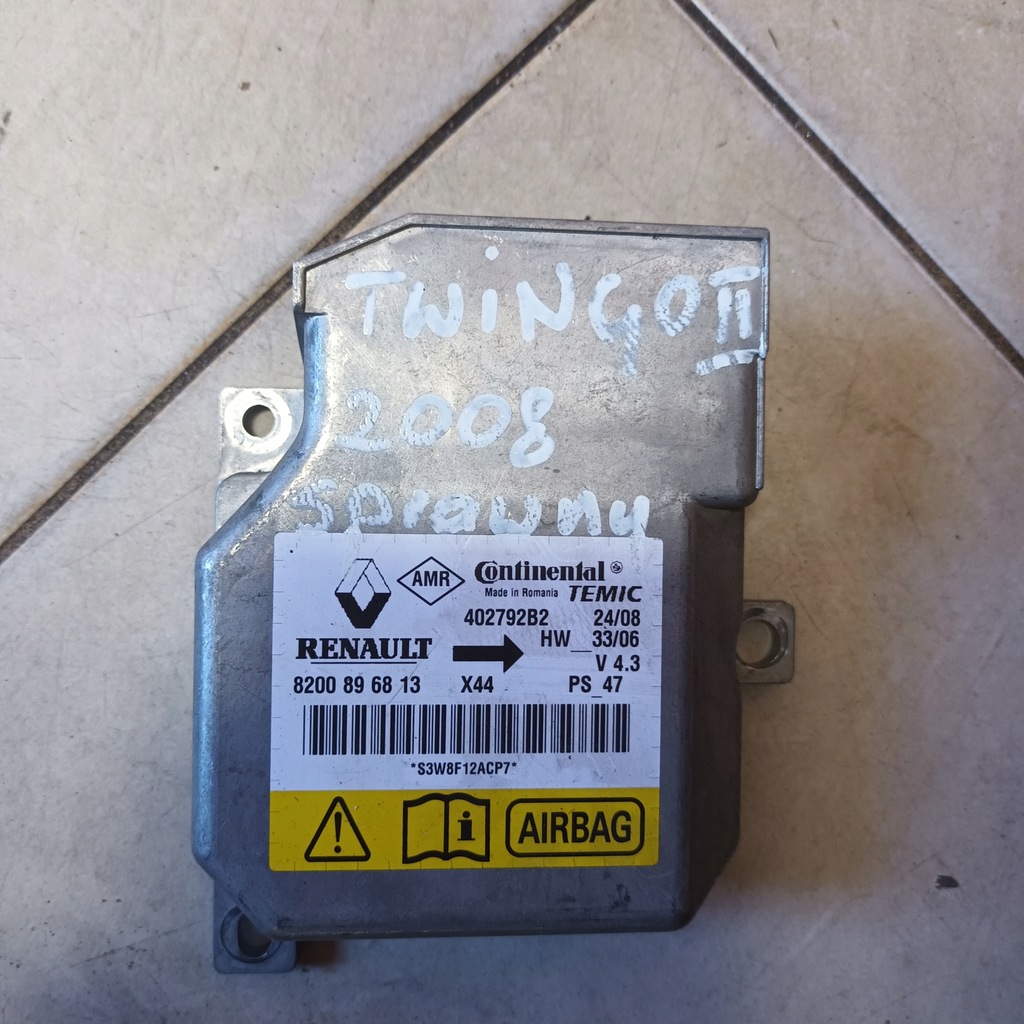 TWINGO II
2008
Sprawny
AMR
Continental
Made in Romania TEMIC
402792B2 24/08
HW__33/06
RENAULT
V 4.3
8200 89 68 13 X44 PS_47
*S3W8F12ACP7*
AIRBAG